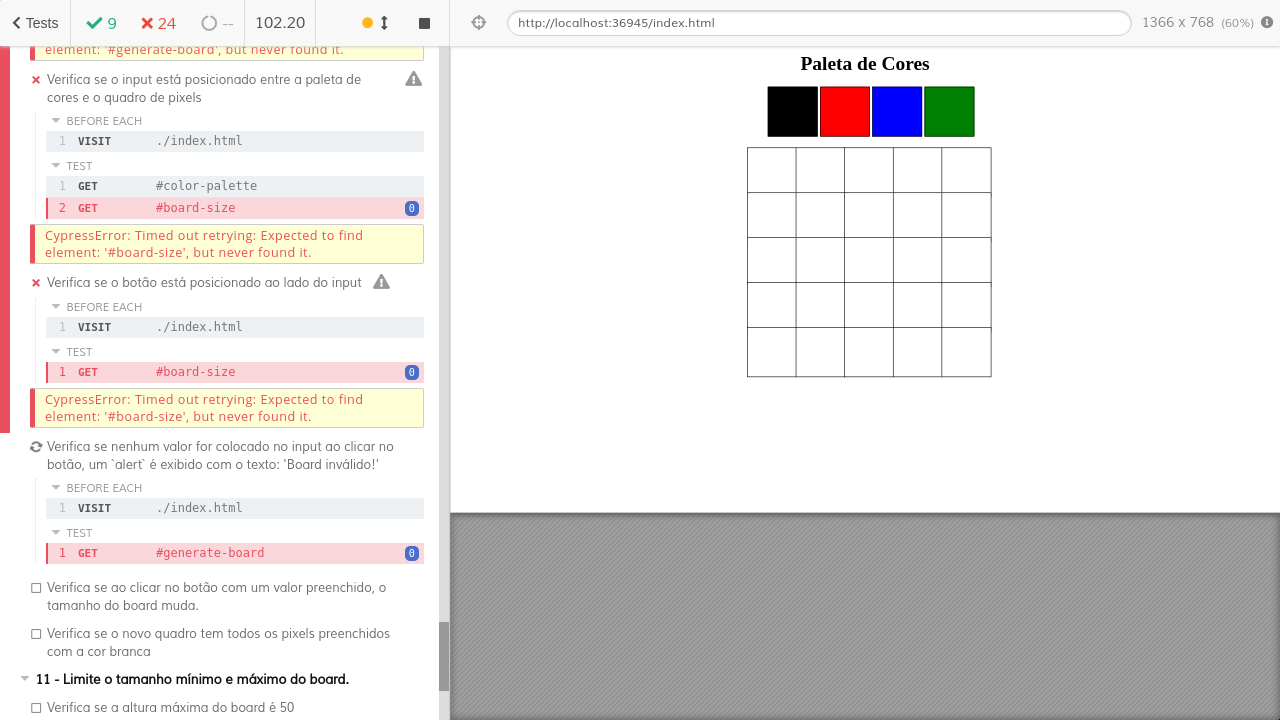 Tests 9 24 -- 102.20
http://localhost:36945/index.html 1366 x 768 (60%)
element: '#generate-board', but never found it.
Verifica se o input está posicionado entre a paleta de
cores e o quadro de pixels
BEFORE EACH
1 VISIT ./index.html
TEST
1 GET #color-palette
2 GET #board-size 0
CypressError: Timed out retrying: Expected to find
element: '#board-size', but never found it.
Verifica se o botão está posicionado ao lado do input
BEFORE EACH
1 VISIT ./index.html
TEST
1 GET #board-size 0
CypressError: Timed out retrying: Expected to find
element: '#board-size', but never found it.
Verifica se nenhum valor for colocado no input ao clicar no
botão, um `alert` é exibido com o texto: 'Board inválido!'
BEFORE EACH
1 VISIT ./index.html
TEST
1 GET #generate-board 0
Verifica se ao clicar no botão com um valor preenchido, o
tamanho do board muda.
Verifica se o novo quadro tem todos os pixels preenchidos
com a cor branca
11 - Limite o tamanho mínimo e máximo do board.
Verifica se a altura máxima do board é 50
Paleta de Cores